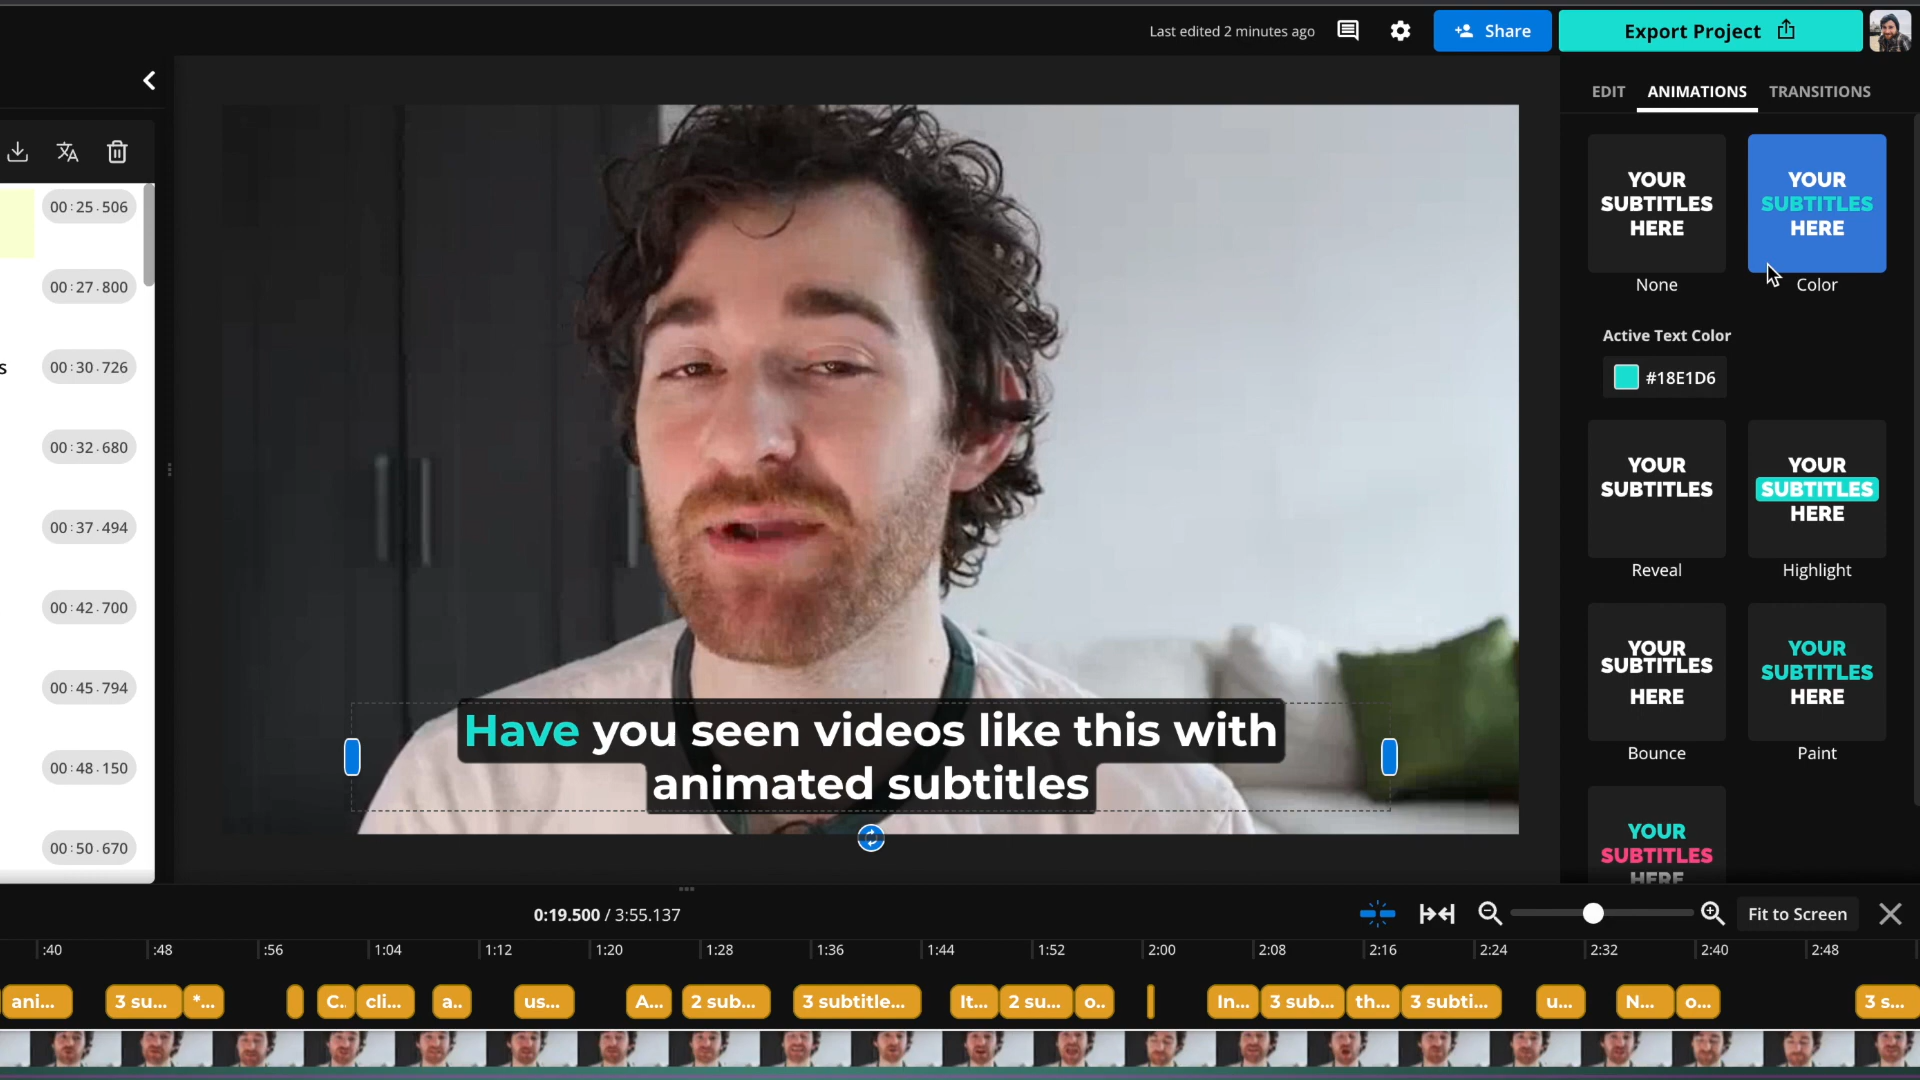 Last edited 2 minutes ago
Share
Export Project
EDIT
ANIMATIONS
TRANSITIONS
00:25.506
00:27.800
s
00:30.726
00:32.680
00:37.494
00:42.700
00:45.794
00:48.150
00:50.670
Have you seen videos like this with
animated subtitles
YOUR
SUBTITLES
HERE
None
YOUR
SUBTITLES
HERE
Color
Active Text Color
#18E1D6
YOUR
SUBTITLES
Reveal
YOUR
SUBTITLES
HERE
Highlight
YOUR
SUBTITLES
HERE
Bounce
YOUR
SUBTITLES
HERE
Paint
YOUR
SUBTITLES
HERE
0:19.500 / 3:55.137
Fit to Screen
:40 :48 :56 1:04 1:12 1:20 1:28 1:36 1:44 1:52 2:00 2:08 2:16 2:24 2:32 2:40 2:48
ani... 3 su... *... C.. cli... a.. us... A... 2 sub... 3 subtitle... It... 2 su... o.. In... 3 sub... th... 3 subti... u... N... o... 3 s...